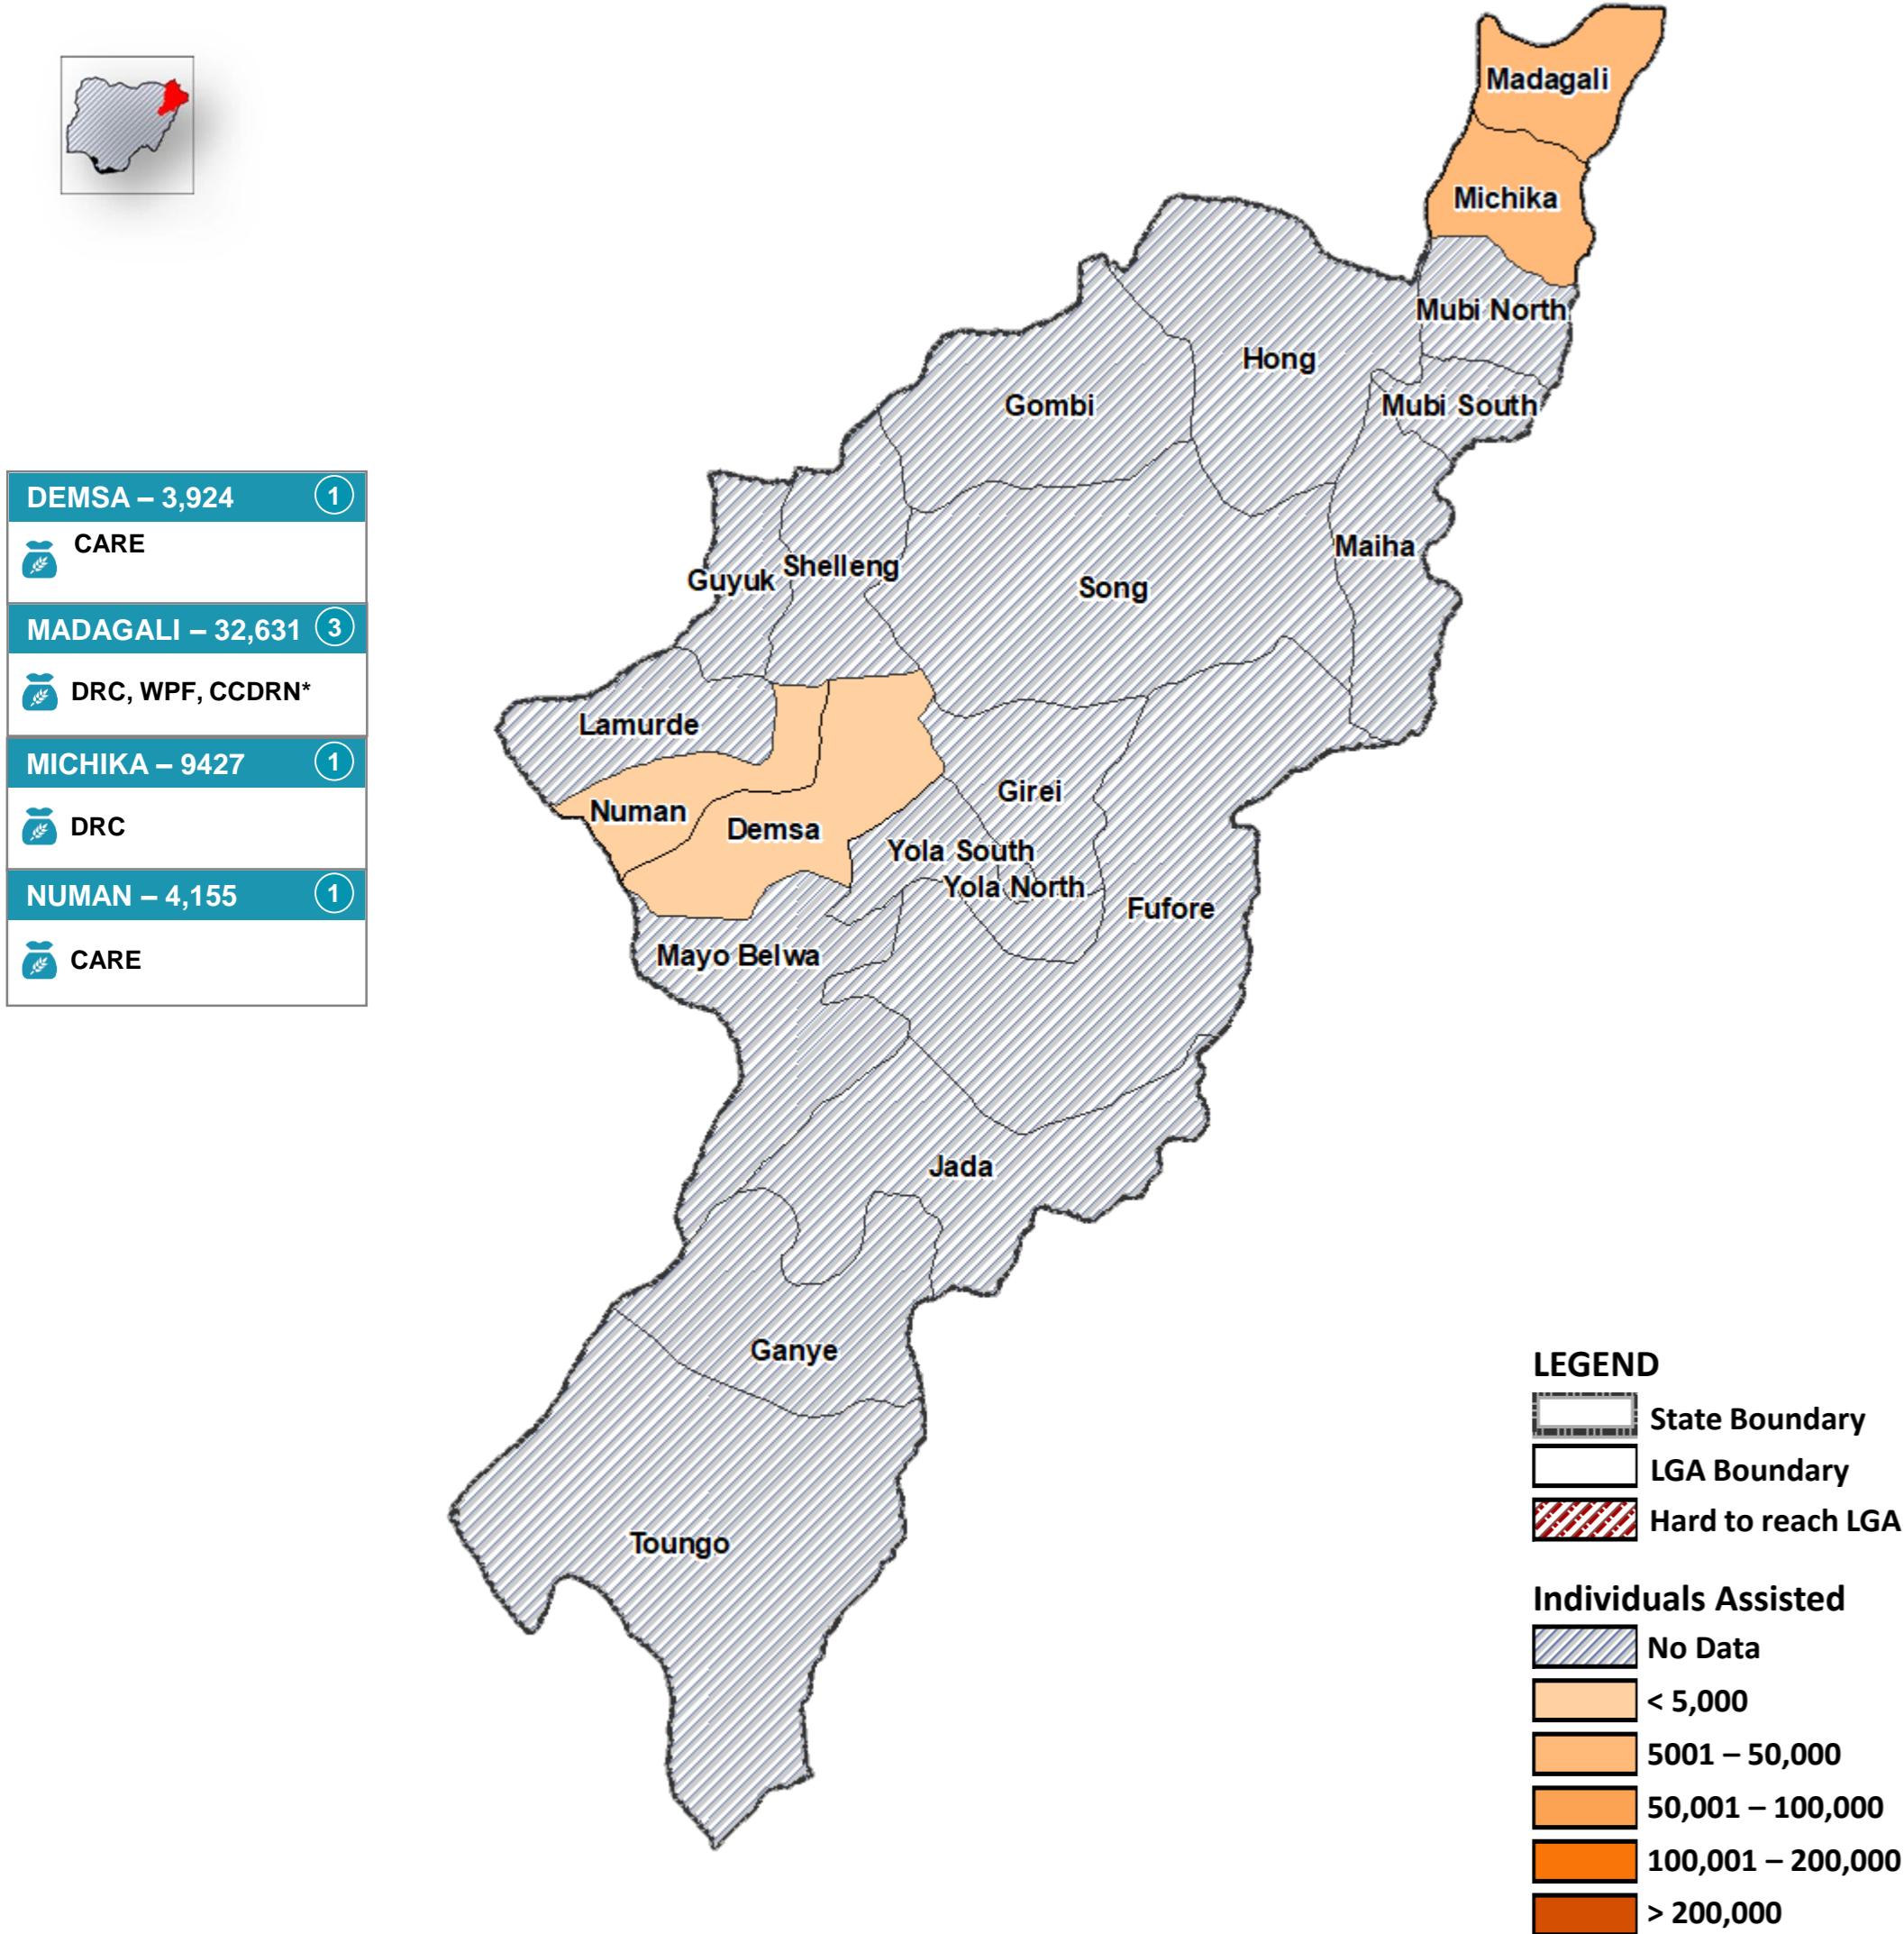 DEMSA – 3,924 1
CARE
MADAGALI – 32,631 3
DRC, WPF, CCDRN*
MICHIKA – 9427 1
DRC
NUMAN – 4,155 1
CARE
Madagali
Michika
Mubi North
Hong
Mubi South
Gombi
Maiha
Shelleng
Guyuk
Song
Lamurde
Girei
Numan
Demsa
Yola South
Yola North
Fufore
Mayo Belwa
Jada
Ganye
Toungo
LEGEND
State Boundary
LGA Boundary
Hard to reach LGA
Individuals Assisted
No Data
< 5,000
5001 – 50,000
50,001 – 100,000
100,001 – 200,000
> 200,000